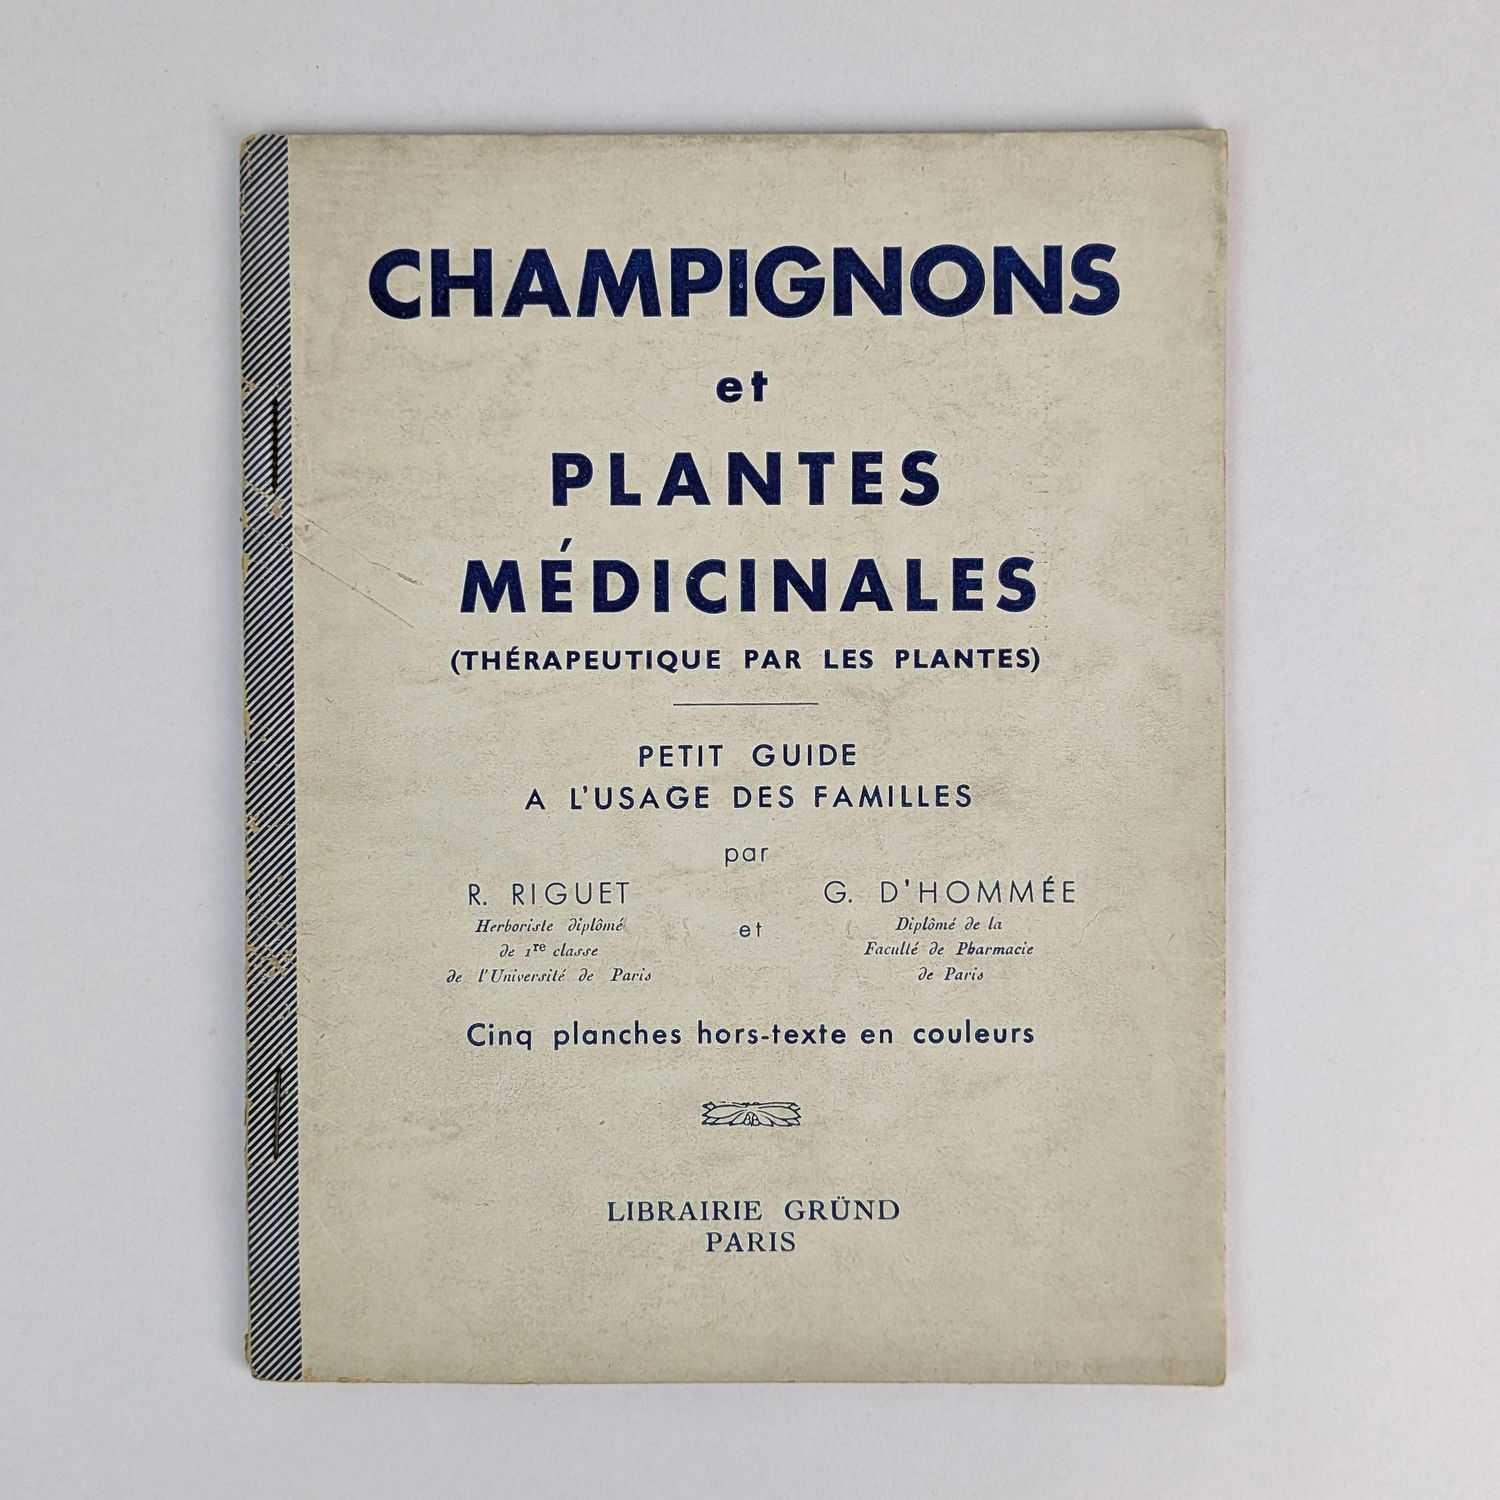 CHAMPIGNONS
et
PLANTES
MÉDICINALES
(THÉRAPEUTIQUE PAR LES PLANTES)
PETIT GUIDE
A L'USAGE DES FAMILLES
par
R. RIGUET
Herboriste diplômé
de 1re classe
de l'Université de Paris
et
G. D'HOMMÉE
Diplômé de la
Faculté de Pharmacie
de Paris
Cinq planches hors-texte en couleurs
LIBRAIRIE GRÜND
PARIS